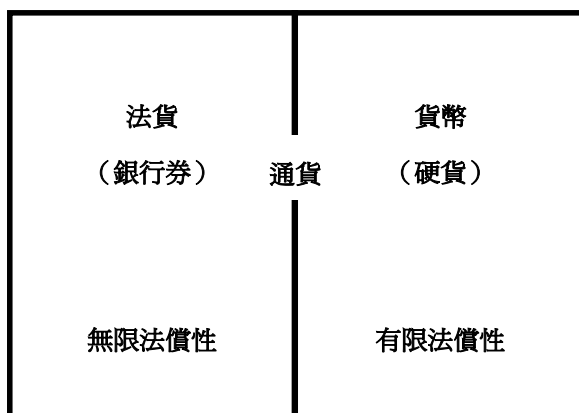 法貨
貨幣
（銀行券）
通貨
（硬貨）
無限法償性
有限法償性